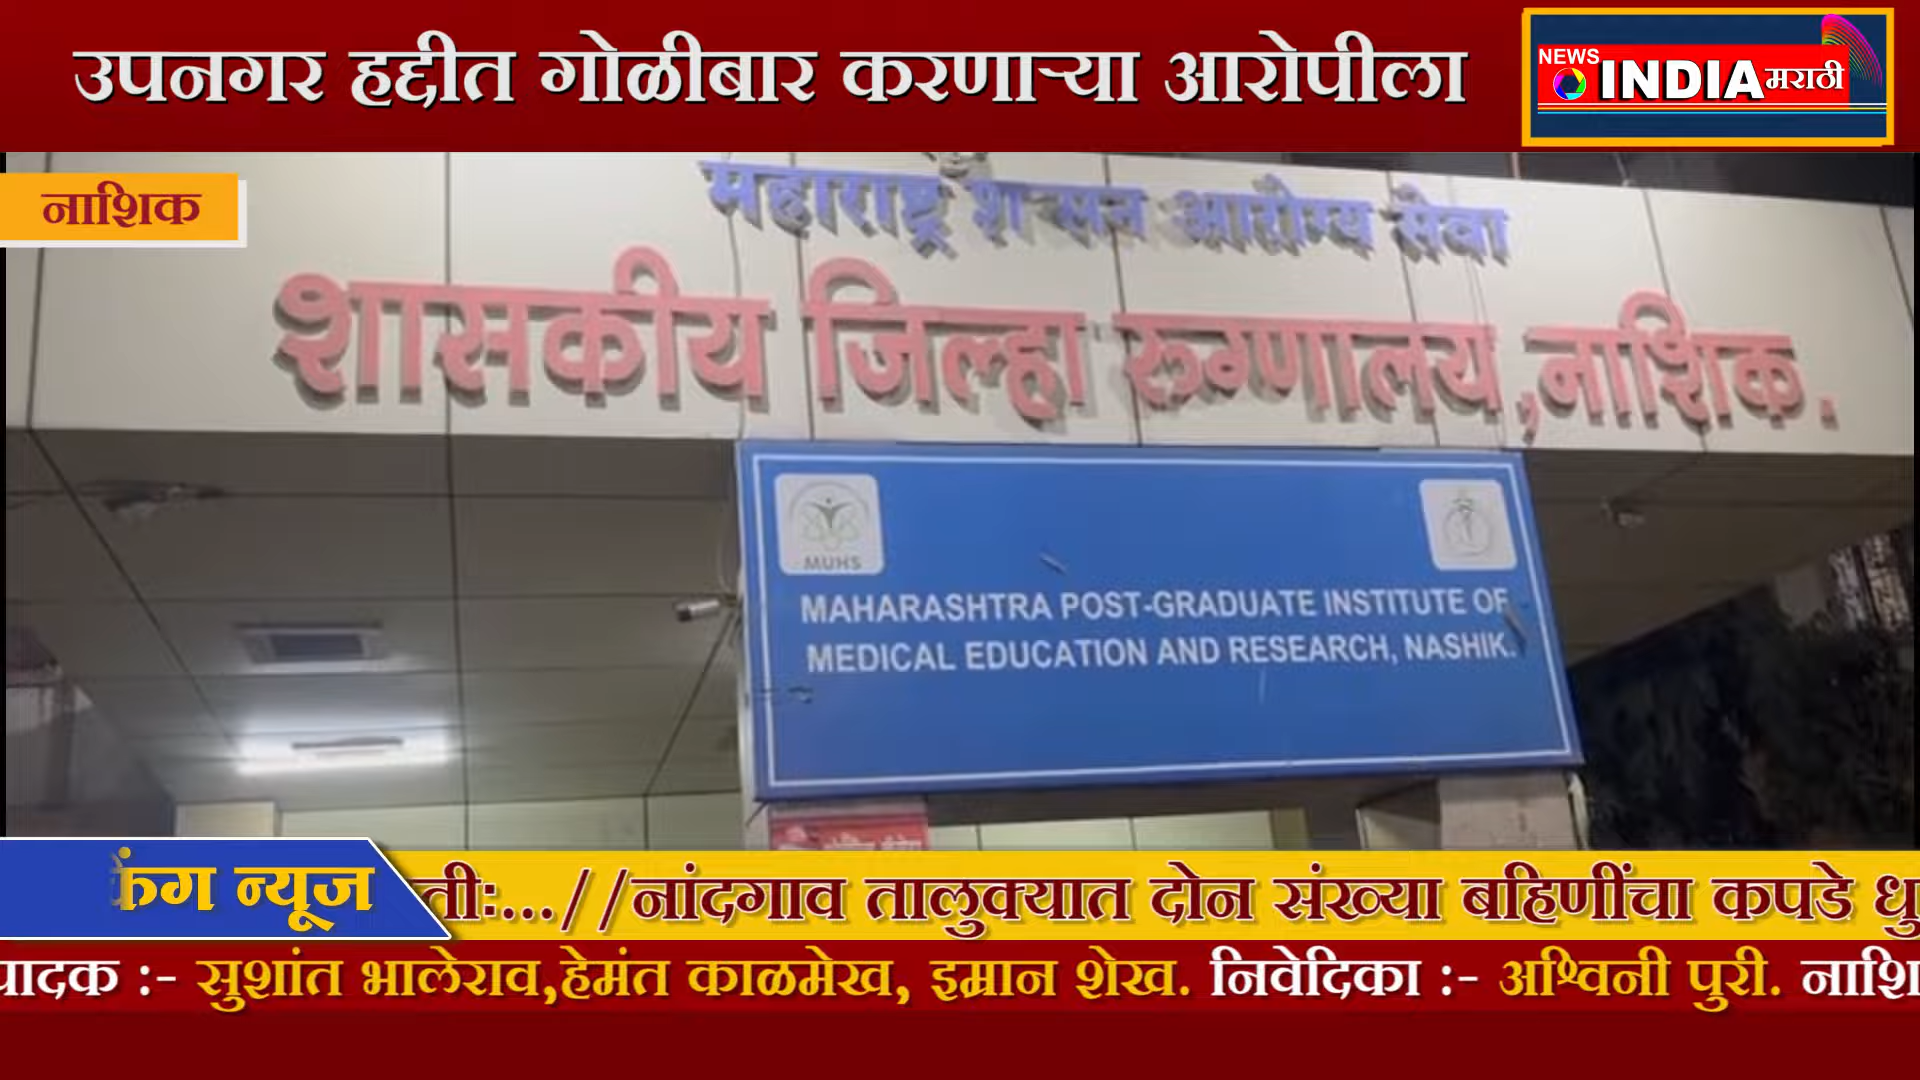 उपनगर हद्दीत गोळीबार करणाऱ्या आरोपीला
NEWS
INDIA मराठी
नाशिक
महाराष्ट्र शासन आरोग्य सेवा
शासकीय जिल्हा रुग्णालय,नाशिक.
MUHS
MAHARASHTRA POST-GRADUATE INSTITUTE OF
MEDICAL EDUCATION AND RESEARCH, NASHIK.
न्यूज
//नांदगाव तालुक्यात दोन संख्या बहिणींचा कपडे
:- सुशांत भालेराव,हेमंत काळमेख, इम्रान शेख. निवेदिका :- अश्विनी पुरी.